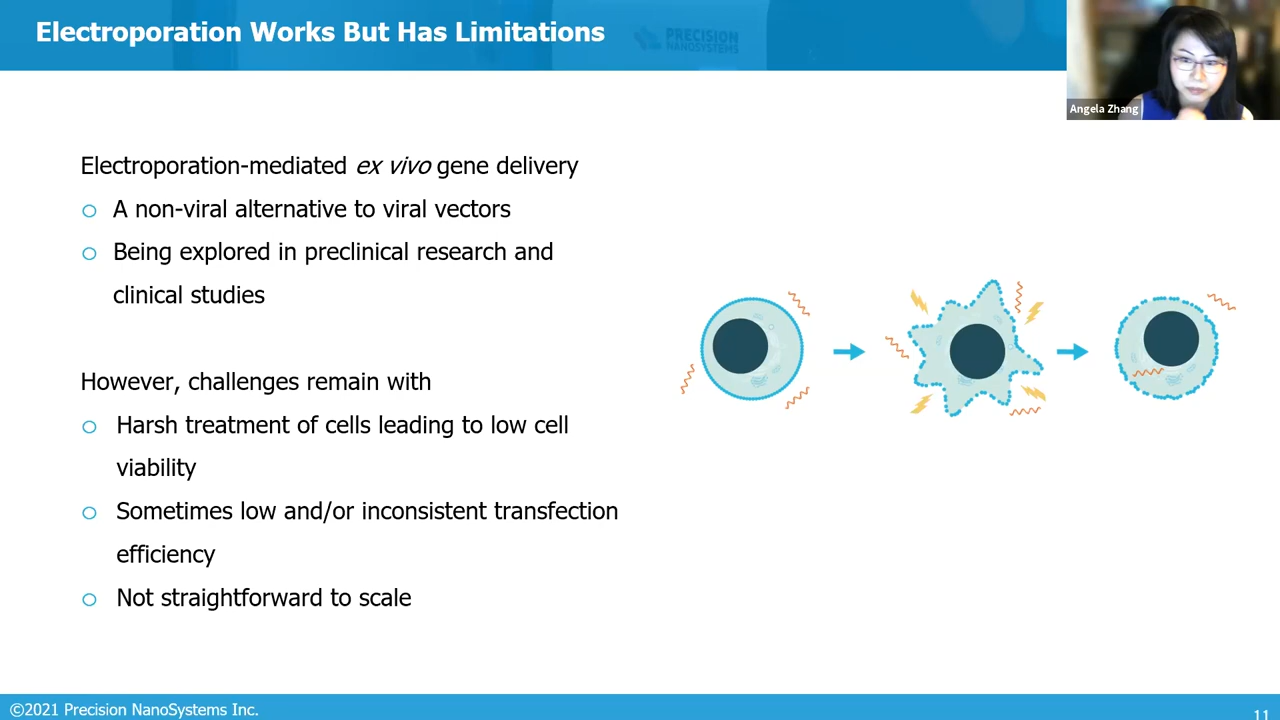 Electroporation Works But Has Limitations
PRECISION
NANOSYSTEMS
Angela Zhang
Electroporation-mediated ex vivo gene delivery
o A non-viral alternative to viral vectors
o Being explored in preclinical research and
clinical studies
However, challenges remain with
o Harsh treatment of cells leading to low cell
viability
o Sometimes low and/or inconsistent transfection
efficiency
o Not straightforward to scale
©2021 Precision NanoSystems Inc.
11